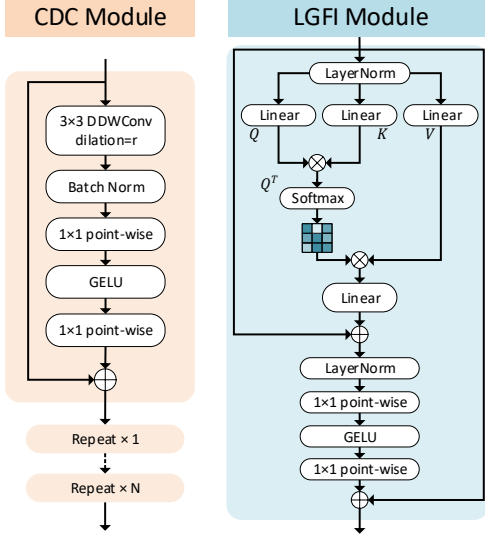 CDC Module
3×3 DDWConv
dilation=r
Batch Norm
1×1 point-wise
GELU
1×1 point-wise
Repeat × 1
Repeat × N
LGFI Module
LayerNorm
Linear
Linear
Linear
Q
K
V
Q^T
Softmax
Linear
LayerNorm
1×1 point-wise
GELU
1×1 point-wise